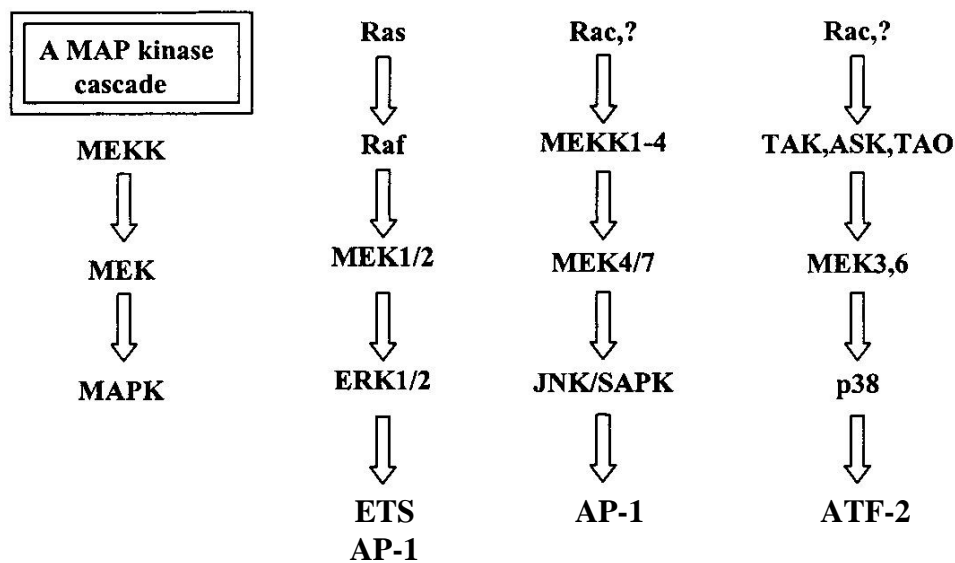 A MAP kinase
cascade
MEKK
MEK
MAPK
Ras
Raf
MEK1/2
ERK1/2
ETS
AP-1
Rac,?
MEKK1-4
MEK4/7
JNK/SAPK
AP-1
Rac,?
TAK,ASK,TAO
MEK3,6
p38
ATF-2